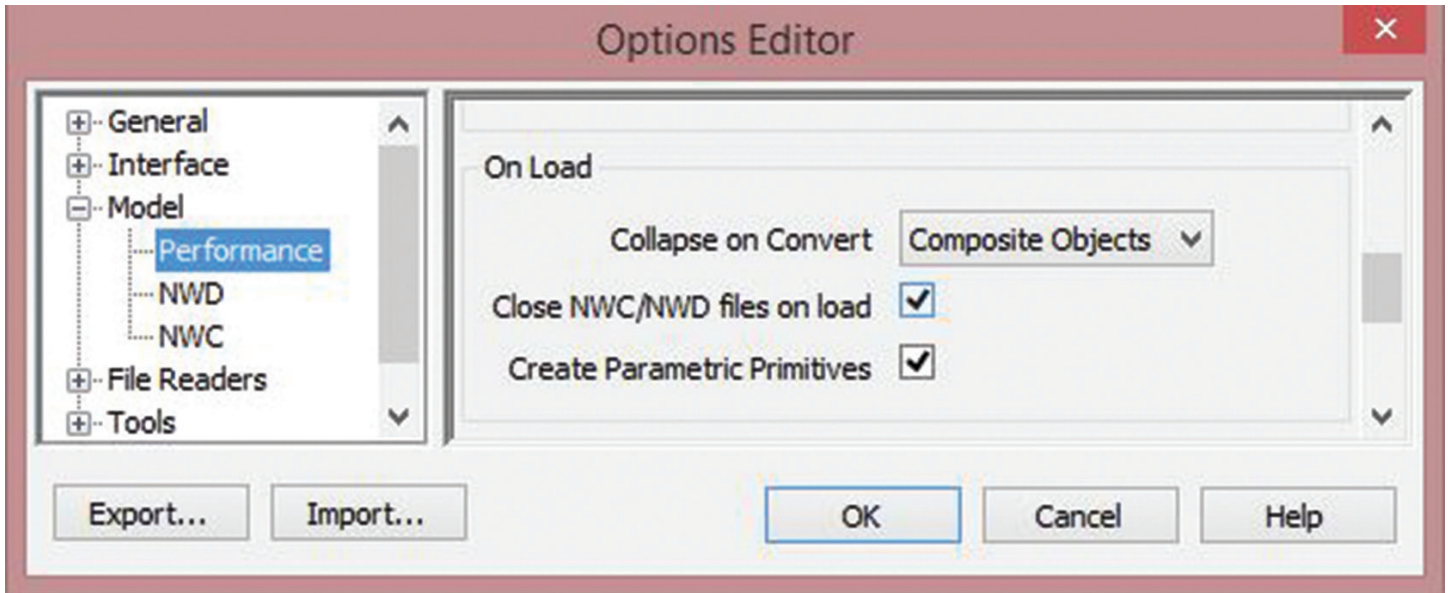 Options Editor
General
Interface
Model
Performance
NWD
NWC
File Readers
Tools
On Load
Collapse on Convert Composite Objects
Close NWC/NWD files on load
Create Parametric Primitives
Export... Import... OK Cancel Help